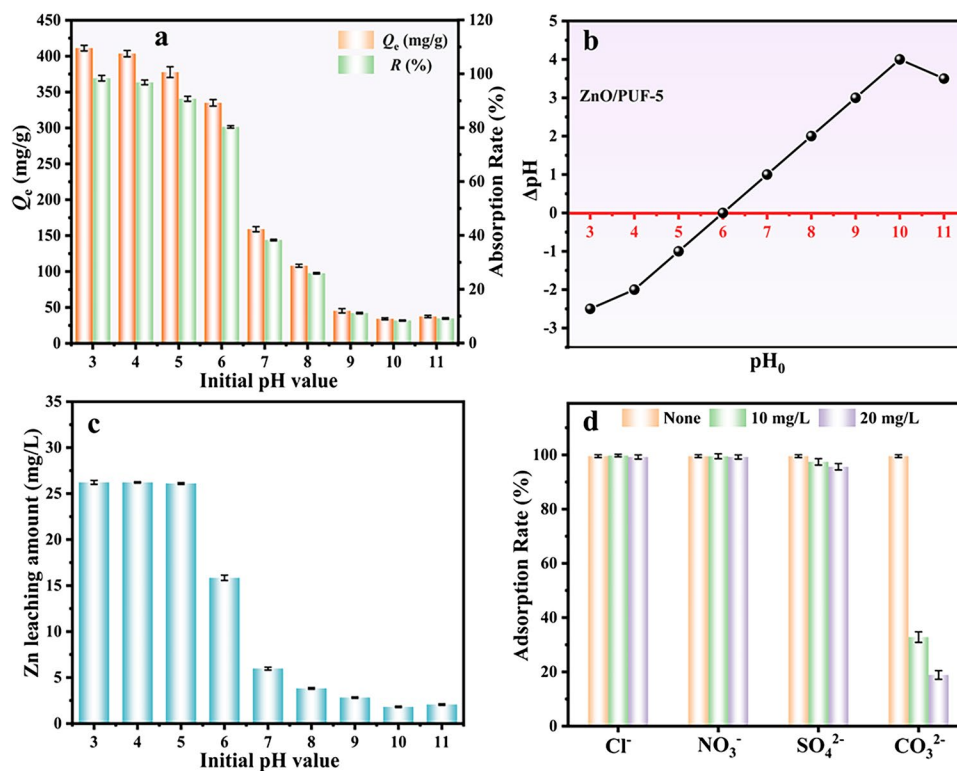 a
Qe (mg/g)
R (%)
450
400
350
300
250
200
150
100
50
0
Qe (mg/g)
120
100
80
60
40
20
0
Absorption Rate (%)
3 4 5 6 7 8 9 10 11
Initial pH value
b
ZnO/PUF-5
5
4
3
2
1
0
-1
-2
-3
ΔpH
3 4 5 6 7 8 9 10 11
pH₀
c
35
30
25
20
15
10
5
0
Zn leaching amount (mg/L)
3 4 5 6 7 8 9 10 11
Initial pH value
d
None 10 mg/L 20 mg/L
100
80
60
40
20
0
Adsorption Rate (%)
Cl⁻ NO₃⁻ SO₄²⁻ CO₃²⁻